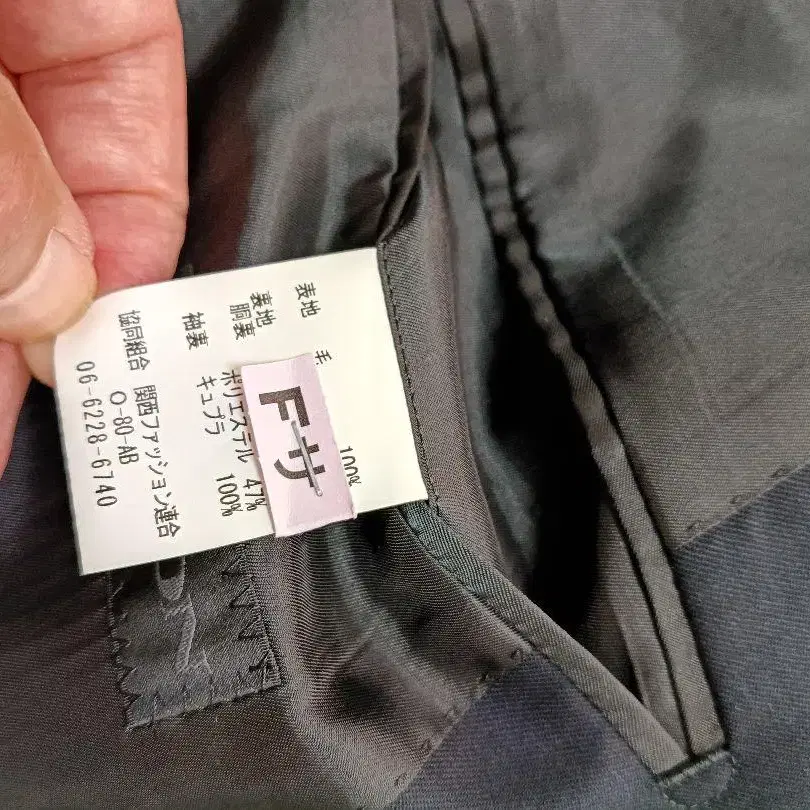 表地 毛 100%
裏地
胴裏 ポリエステル 47%
袖裏 キュプラ 100%
協同組合 関西ファッション連合
O-80-AB
06-6228-6740
Fサ